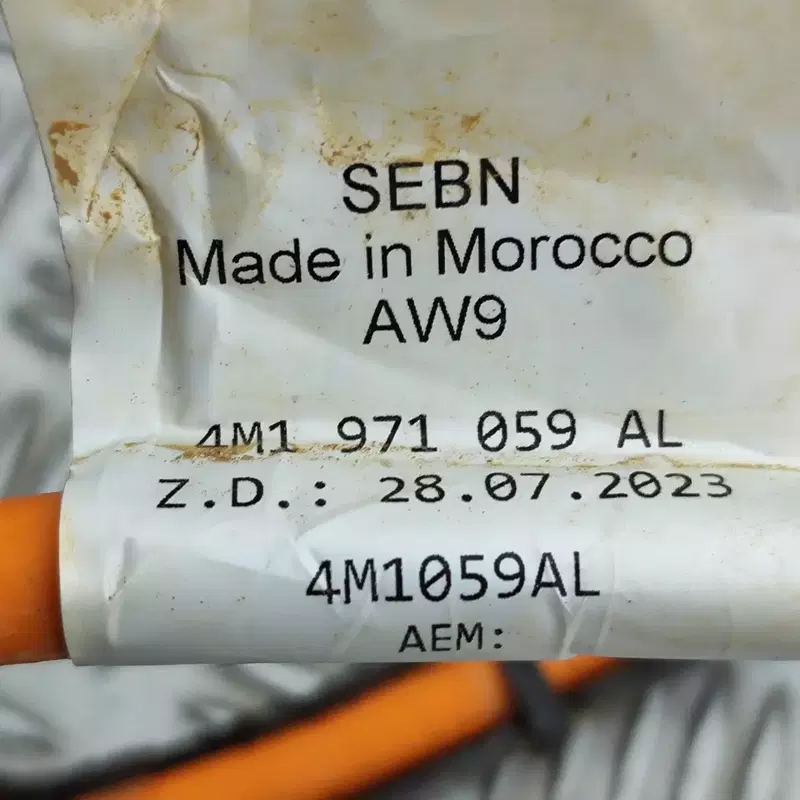 SEBN
Made in Morocco
AW9
4M1 971 059 AL
Z.D.: 28.07.2023
4M1059AL
AEM: